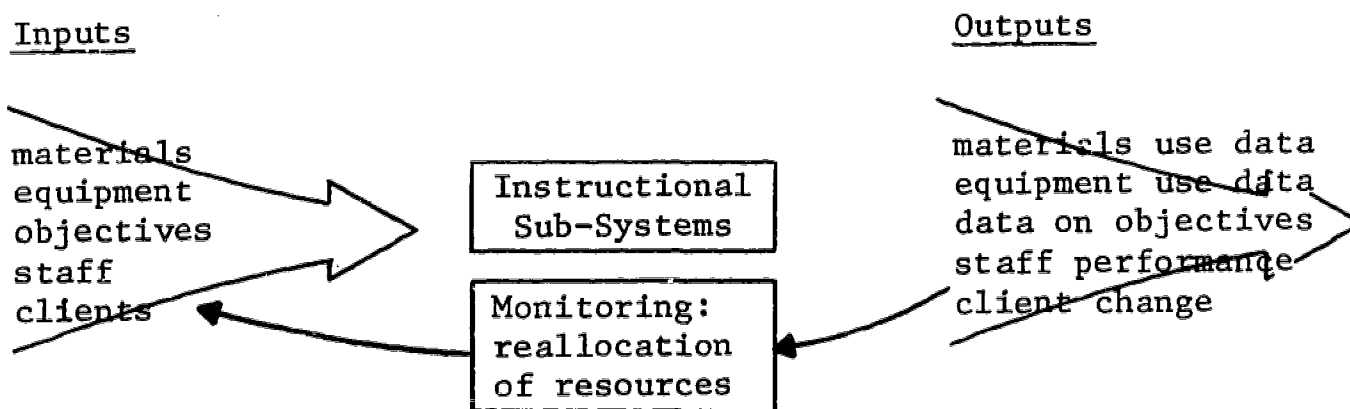 Inputs
materials
equipment
objectives
staff
clients
Instructional
Sub-Systems
Monitoring:
reallocation
of resources
Outputs
materials use data
equipment use data
data on objectives
staff performance
client change